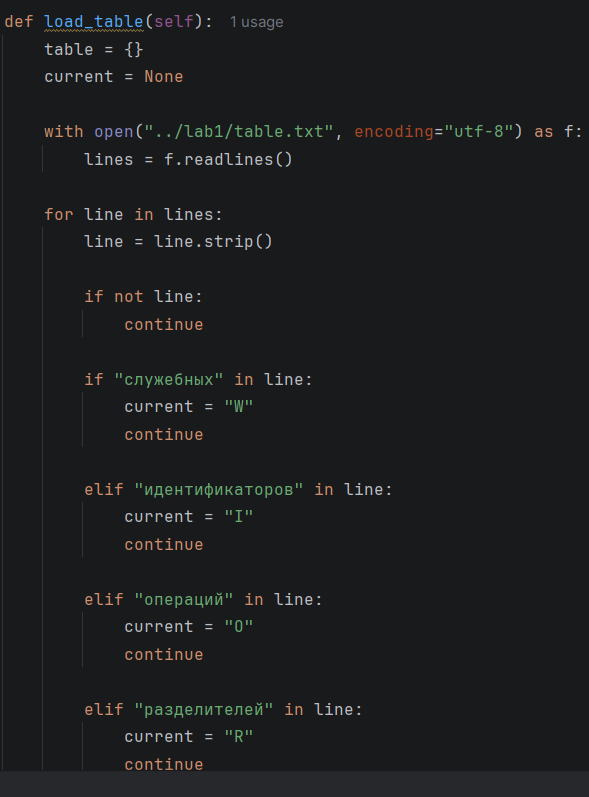 def load_table(self): 1 usage
    table = {}
    current = None

    with open("../lab1/table.txt", encoding="utf-8") as f:
        lines = f.readlines()

    for line in lines:
        line = line.strip()

        if not line:
            continue

        if "служебных" in line:
            current = "W"
            continue

        elif "идентификаторов" in line:
            current = "I"
            continue

        elif "операций" in line:
            current = "O"
            continue

        elif "разделителей" in line:
            current = "R"
            continue